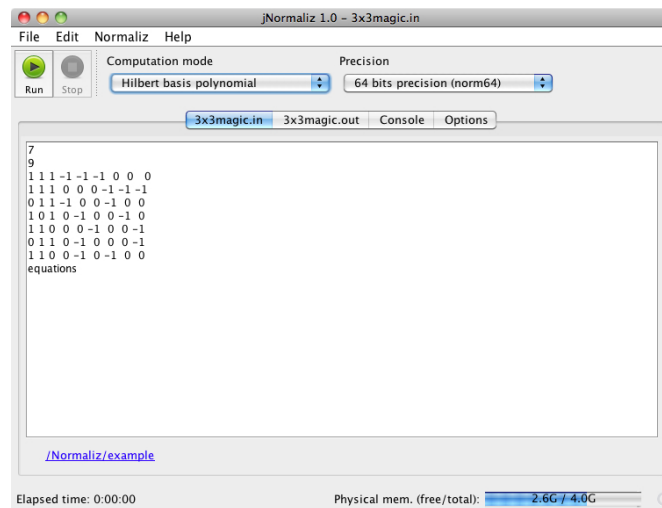 jNormaliz 1.0 – 3x3magic.in
File Edit Normaliz Help
Computation mode Precision
Hilbert basis polynomial 64 bits precision (norm64)
Run Stop
3x3magic.in 3x3magic.out Console Options
7
9
1 1 1 -1 -1 -1 0 0 0
1 1 1 0 0 0 -1 -1 -1
0 1 1 -1 0 0 -1 0 0
1 0 1 0 -1 0 0 -1 0
1 1 0 0 0 -1 0 0 -1
0 1 1 0 -1 0 0 0 -1
1 1 0 0 -1 0 -1 0 0
equations
/Normaliz/example
Elapsed time: 0:00:00 Physical mem. (free/total): 2.6G / 4.0G